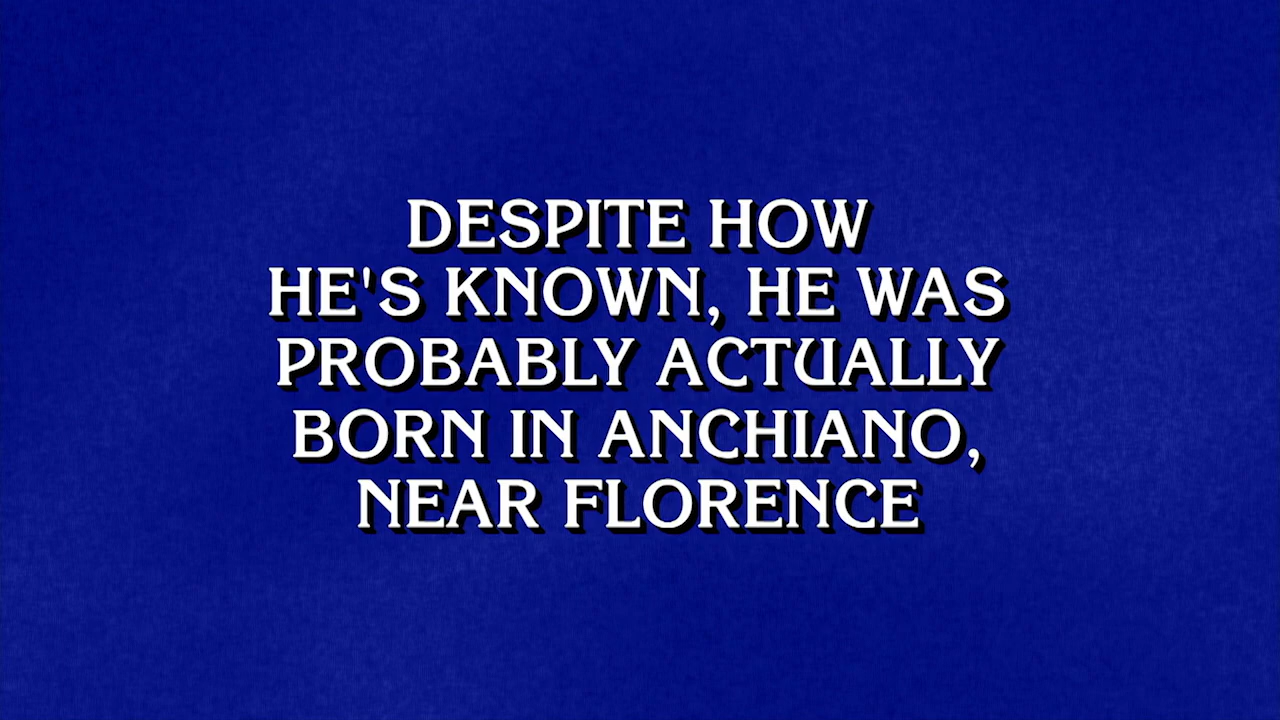 DESPITE HOW
HE'S KNOWN, HE WAS
PROBABLY ACTUALLY
BORN IN ANCHIANO,
NEAR FLORENCE